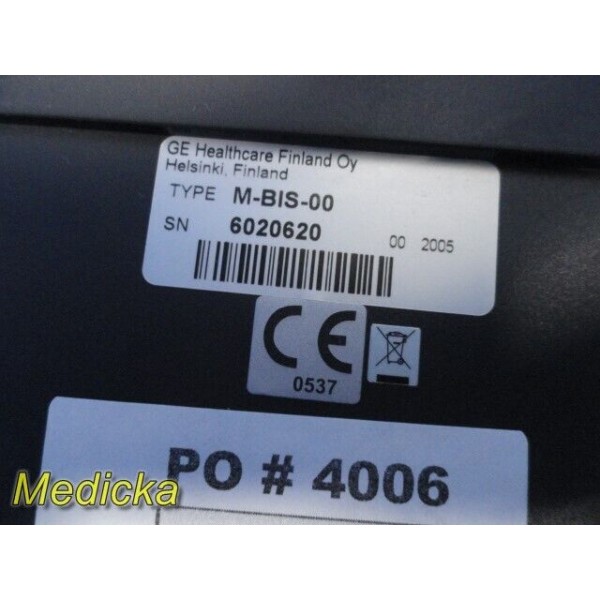 GE Healthcare Finland Oy
Helsinki, Finland
TYPE M-BIS-00
SN 6020620 00 2005
CE
0537
PO # 4006
Medicka